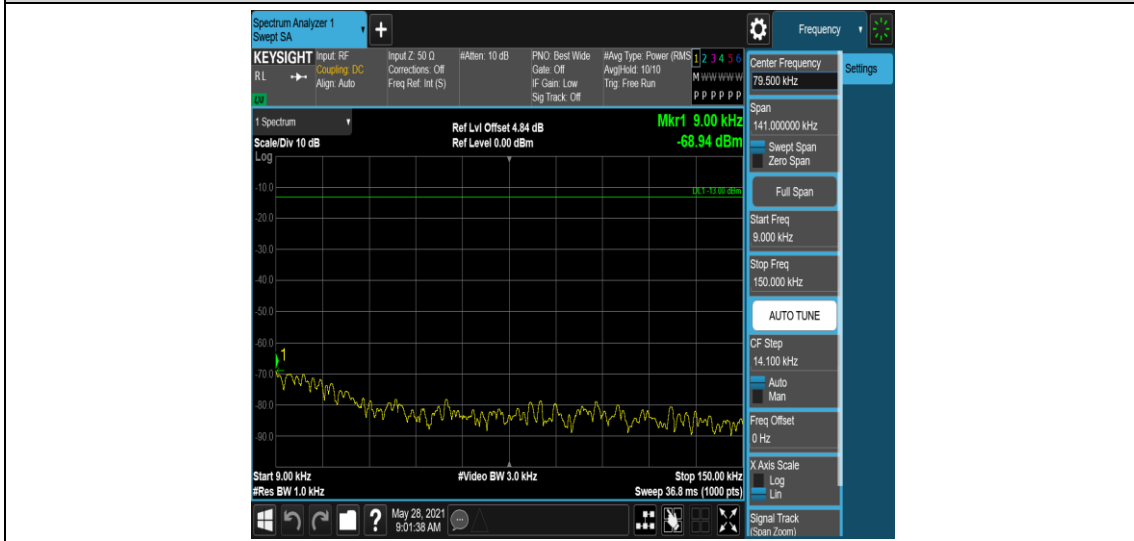 Spectrum Analyzer 1
Swept SA
+
Frequency
KEYSIGHT
RL
Input: RF
Coupling: DC
Align: Auto
Input Z: 50 Ω
Corrections: Off
Freq Ref: Int (S)
#Atten: 10 dB
PNO: Best Wide
Gate: Off
IF Gain: Low
Sig Track: Off
#Avg Type: Power (RMS
Avg|Hold: 10/10
Trig: Free Run
1 2 3 4 5 6
M W W W W W
P P P P P P
1 Spectrum
Scale/Div 10 dB
Log
Ref Lvl Offset 4.84 dB
Ref Level 0.00 dBm
Mkr1 9.00 kHz
-68.94 dBm
DL1 -13.00 dBm
-10.0
-20.0
-30.0
-40.0
-50.0
-60.0
1
-70.0
-80.0
-90.0
Start 9.00 kHz
#Res BW 1.0 kHz
#Video BW 3.0 kHz
Stop 150.00 kHz
Sweep 36.8 ms (1000 pts)
?
May 28, 2021
9:01:38 AM
Center Frequency
79.500 kHz
Settings
Span
141.000000 kHz
Swept Span
Zero Span
Full Span
Start Freq
9.000 kHz
Stop Freq
150.000 kHz
AUTO TUNE
CF Step
14.100 kHz
Auto
Man
Freq Offset
0 Hz
X Axis Scale
Log
Lin
Signal Track
(Span Zoom)